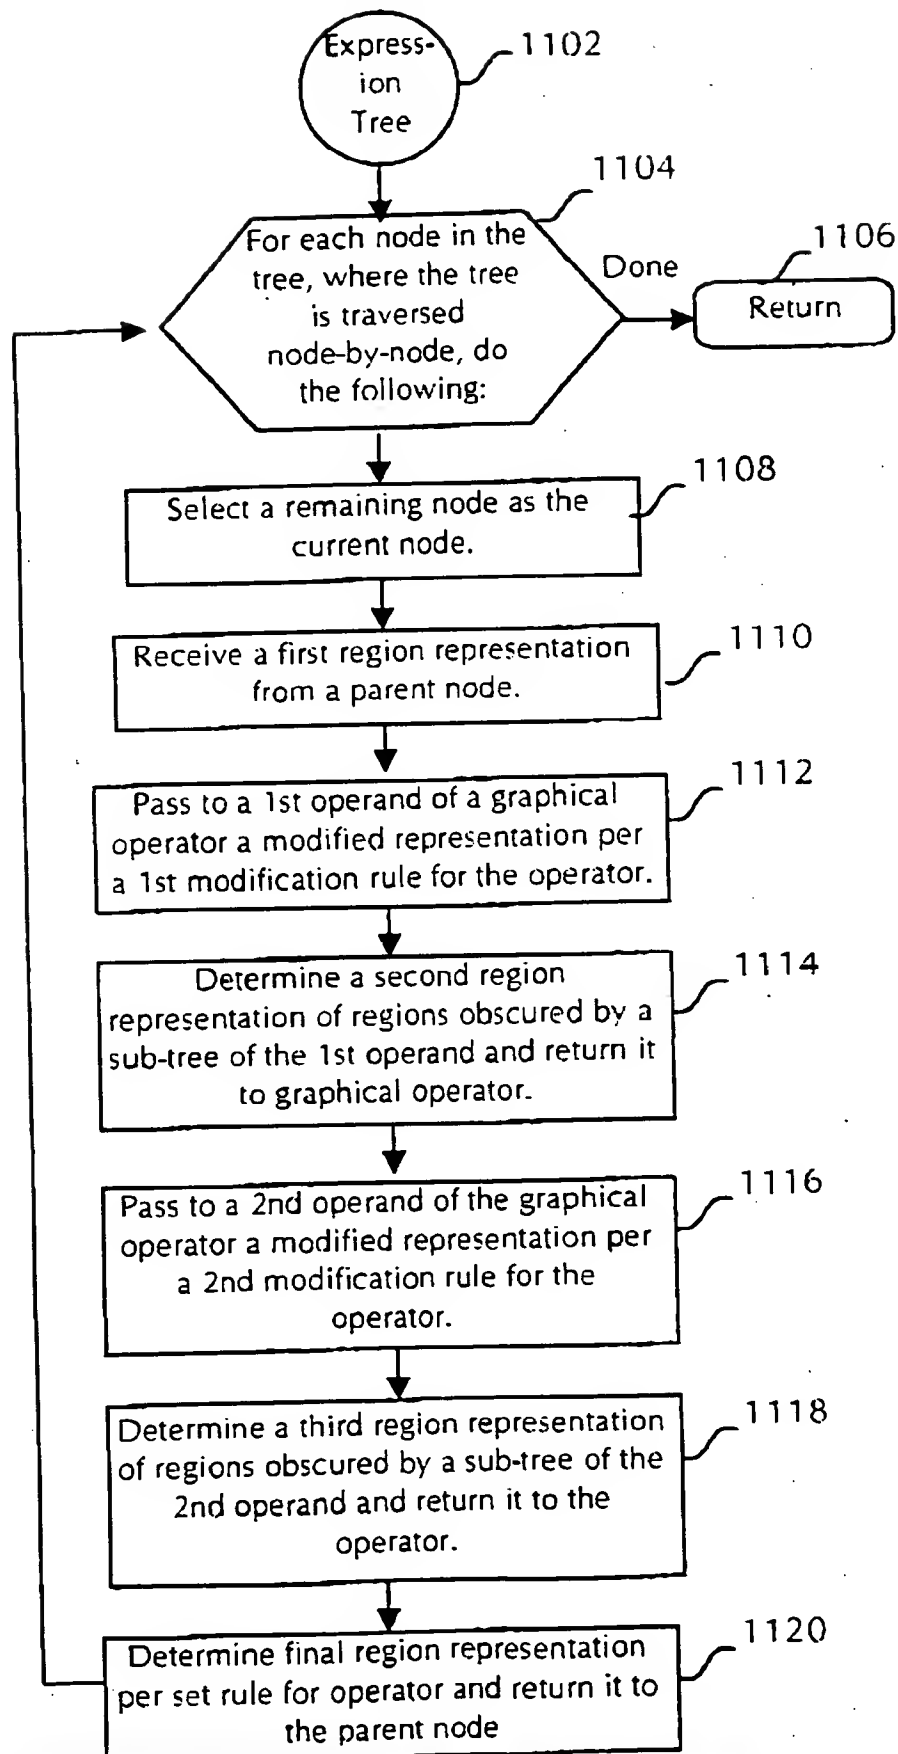 Express-
ion
Tree
1102
1104
For each node in the
tree, where the tree
is traversed
node-by-node, do
the following:
Done
1106
Return
1108
Select a remaining node as the
current node.
1110
Receive a first region representation
from a parent node.
1112
Pass to a 1st operand of a graphical
operator a modified representation per
a 1st modification rule for the operator.
1114
Determine a second region
representation of regions obscured by a
sub-tree of the 1st operand and return it
to graphical operator.
1116
Pass to a 2nd operand of the graphical
operator a modified representation per
a 2nd modification rule for the
operator.
1118
Determine a third region representation
of regions obscured by a sub-tree of the
2nd operand and return it to the
operator.
1120
Determine final region representation
per set rule for operator and return it to
the parent node